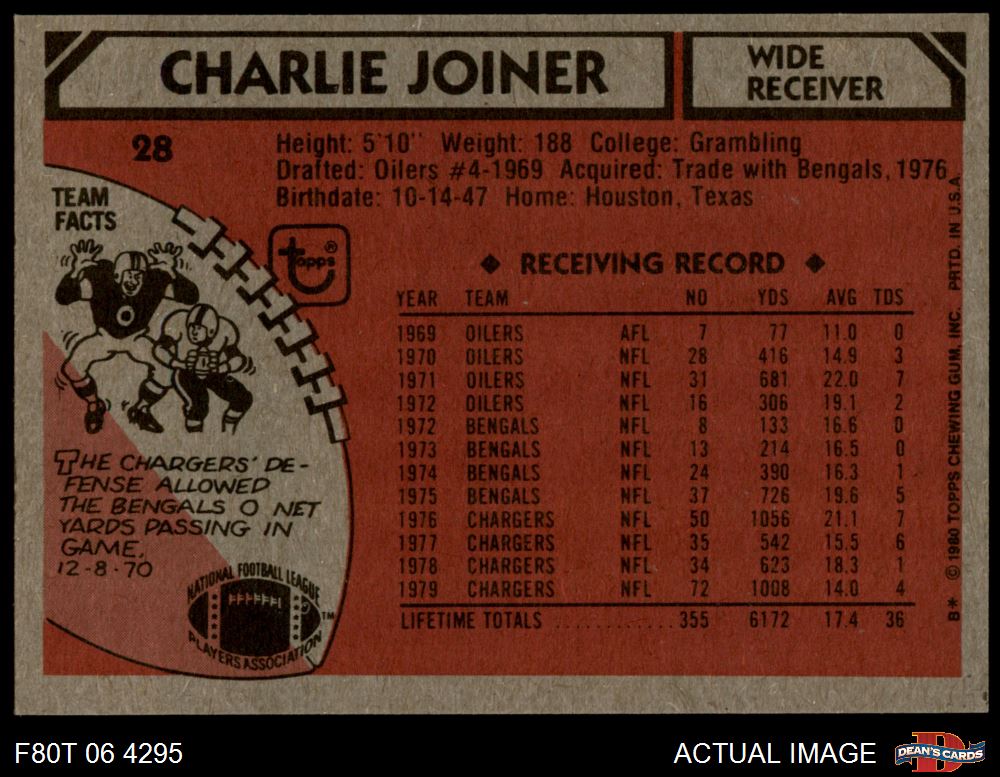 CHARLIE JOINER
WIDE
RECEIVER
28
Height: 5'10" Weight: 188 College: Grambling
Drafted: Oilers #4-1969 Acquired: Trade with Bengals, 1976
Birthdate: 10-14-47 Home: Houston, Texas
TEAM
FACTS
topps®
O
THE CHARGERS' DE-
FENSE ALLOWED
THE BENGALS O NET
YARDS PASSING IN
GAME,
12-8-70
NATIONAL FOOTBALL LEAGUE
PLAYERS ASSOCIATION
TM
◆ RECEIVING RECORD ◆
YEAR TEAM NO YDS AVG TDS
1969 OILERS AFL 7 77 11.0 0
1970 OILERS NFL 28 416 14.9 3
1971 OILERS NFL 31 681 22.0 7
1972 OILERS NFL 16 306 19.1 2
1972 BENGALS NFL 8 133 16.6 0
1973 BENGALS NFL 13 214 16.5 0
1974 BENGALS NFL 24 390 16.3 1
1975 BENGALS NFL 37 726 19.6 5
1976 CHARGERS NFL 50 1056 21.1 7
1977 CHARGERS NFL 35 542 15.5 6
1978 CHARGERS NFL 34 623 18.3 1
1979 CHARGERS NFL 72 1008 14.0 4
LIFETIME TOTALS ............ 355 6172 17.4 36
B* © 1980 TOPPS CHEWING GUM, INC. PRTD. IN U.S.A.
F80T 06 4295
ACTUAL IMAGE
D
DEAN'S CARDS